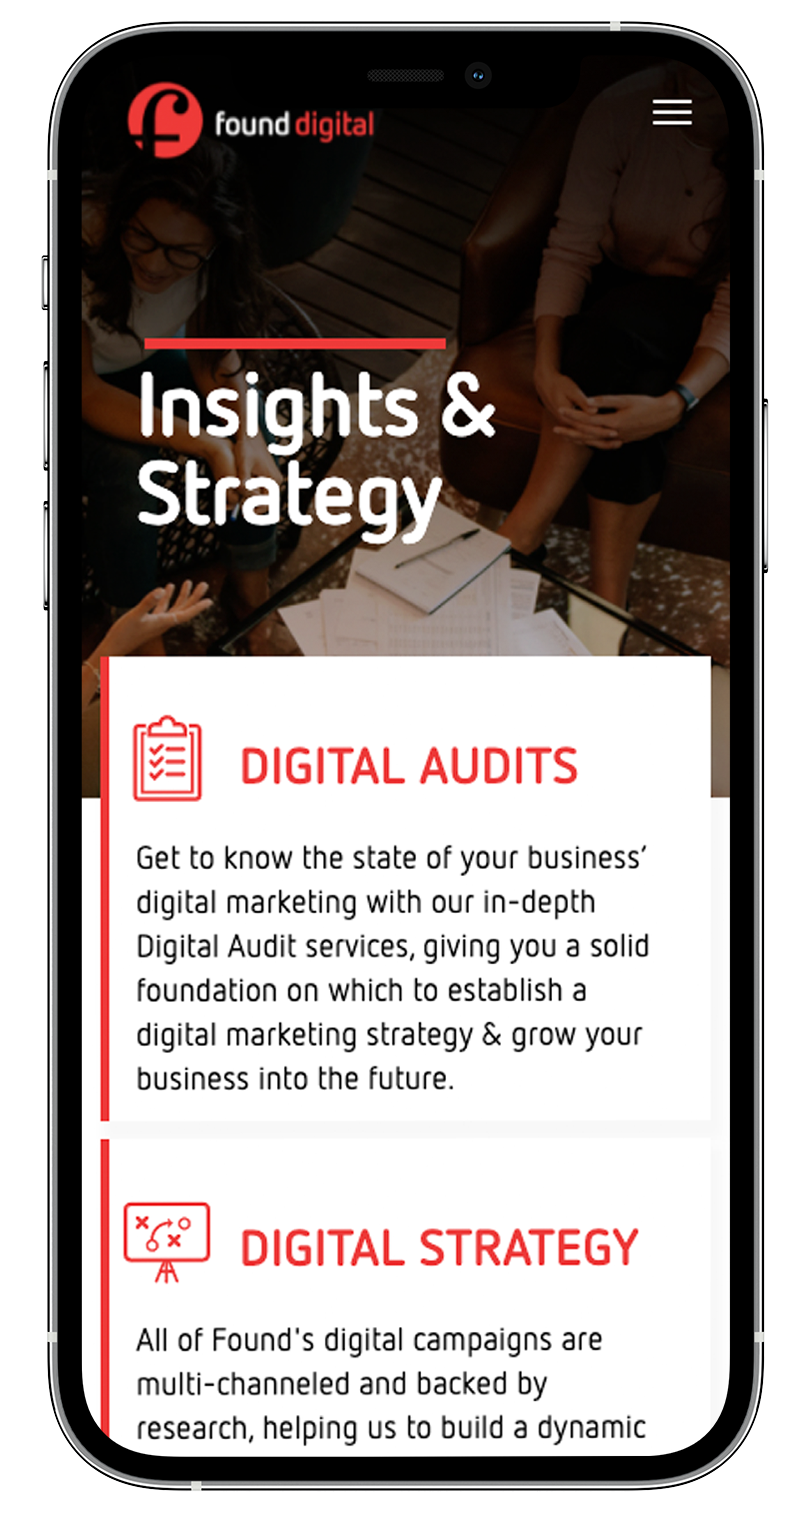 found digital
Insights &
Strategy
DIGITAL AUDITS
Get to know the state of your business’
digital marketing with our in-depth
Digital Audit services, giving you a solid
foundation on which to establish a
digital marketing strategy & grow your
business into the future.
DIGITAL STRATEGY
All of Found's digital campaigns are
multi-channeled and backed by
research, helping us to build a dynamic